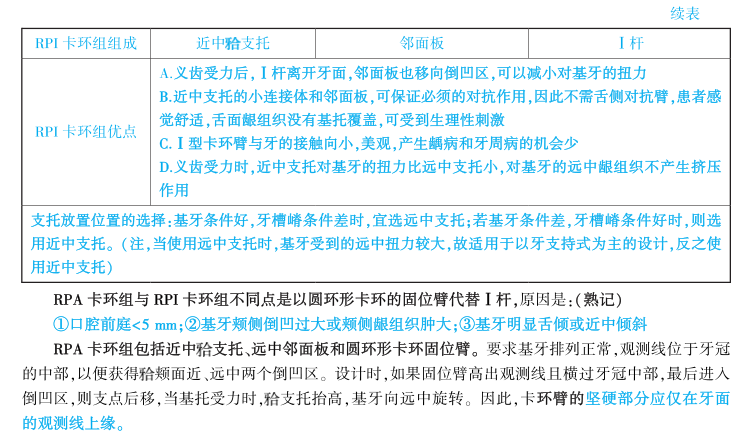 续表
RPI 卡环组组成 近中𬌗支托 邻面板 Ⅰ杆
RPI 卡环组优点
A.义齿受力后,Ⅰ杆离开牙面,邻面板也移向倒凹区,可以减小对基牙的扭力
B.近中支托的小连接体和邻面板,可保证必须的对抗作用,因此不需舌侧对抗臂,患者感
觉舒适,舌面龈组织没有基托覆盖,可受到生理性刺激
C.Ⅰ型卡环臂与牙的接触向小,美观,产生龋病和牙周病的机会少
D.义齿受力时,近中支托对基牙的扭力比远中支托小,对基牙的远中龈组织不产生挤压
作用
支托放置位置的选择:基牙条件好,牙槽嵴条件差时,宜选远中支托;若基牙条件差,牙槽嵴条件好时,则选
用近中支托。(注,当使用远中支托时,基牙受到的远中扭力较大,故适用于以牙支持式为主的设计,反之使
用近中支托)
RPA 卡环组与 RPI 卡环组不同点是以圆环形卡环的固位臂代替Ⅰ杆,原因是:(熟记)
①口腔前庭<5 mm;②基牙颊侧倒凹过大或颊侧龈组织肿大;③基牙明显舌倾或近中倾斜
RPA 卡环组包括近中𬌗支托、远中邻面板和圆环形卡环固位臂。要求基牙排列正常,观测线位于牙冠
的中部,以便获得𬌗颊面近、远中两个倒凹区。设计时,如果固位臂高出观测线且横过牙冠中部,最后进入
倒凹区,则支点后移,当基托受力时,𬌗支托抬高,基牙向远中旋转。因此,卡环臂的坚硬部分应仅在牙面
的观测线上缘。